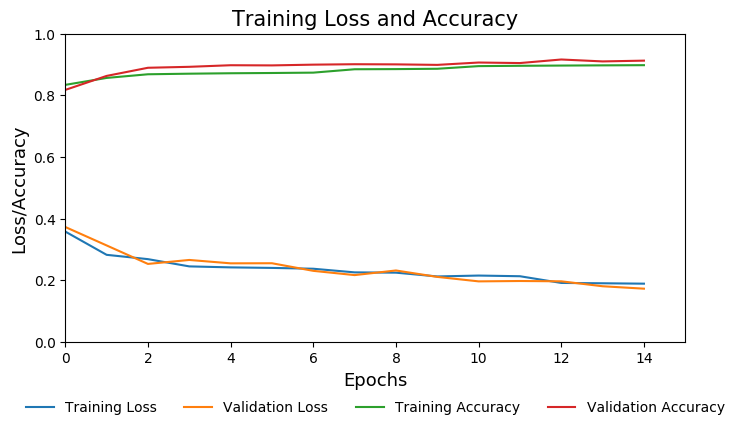 Training Loss and Accuracy
1.0
0.8
0.6
0.4
0.2
0.0
Loss/Accuracy
0 2 4 6 8 10 12 14
Epochs
Training Loss Validation Loss Training Accuracy Validation Accuracy